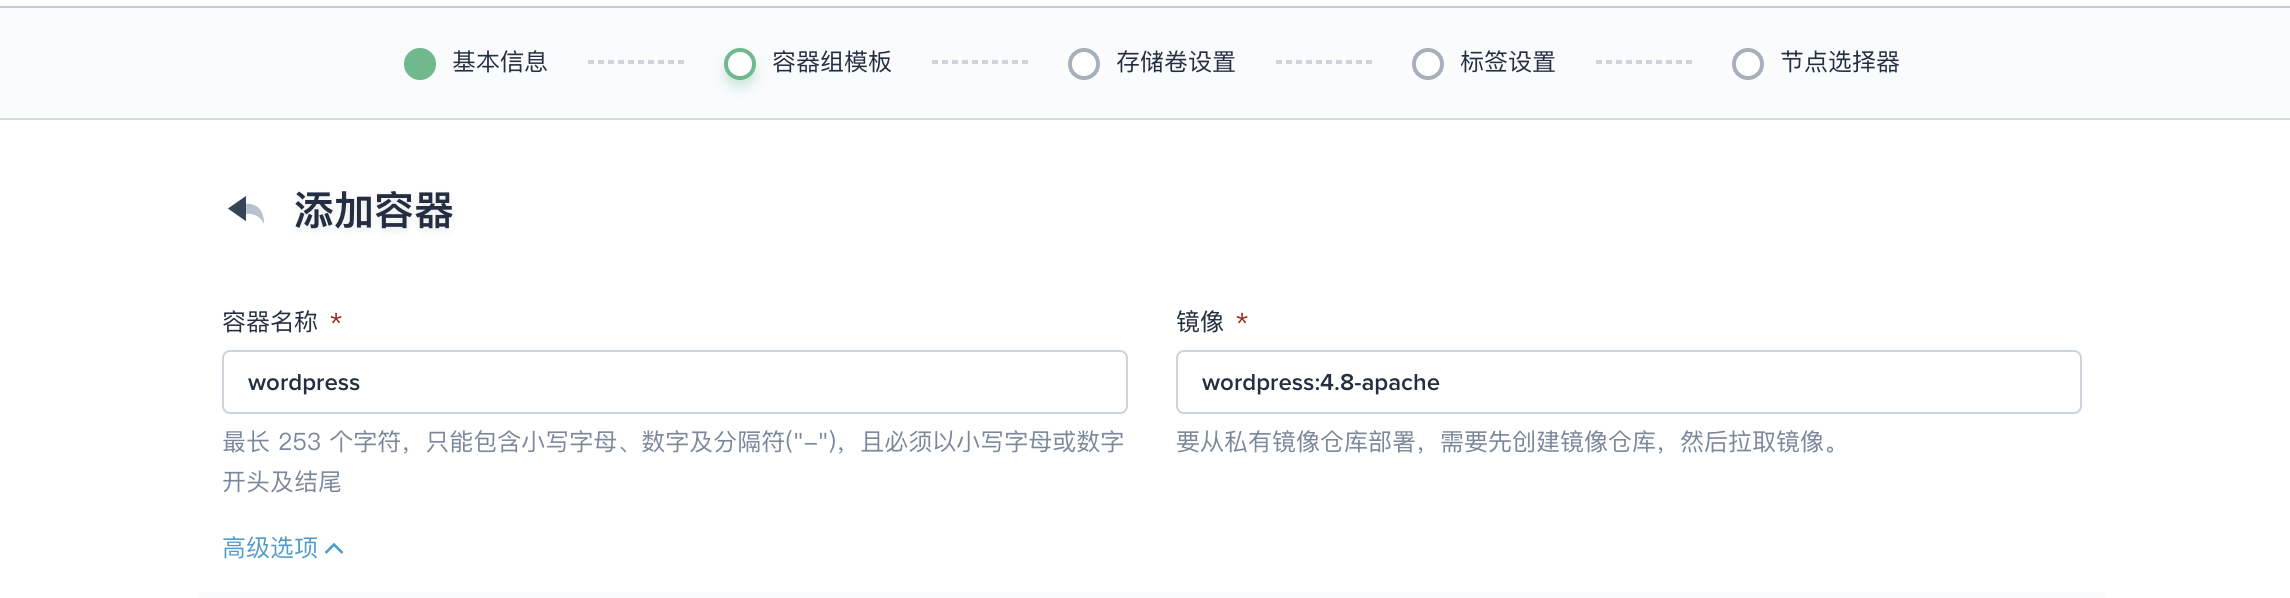 基本信息 容器组模板 存储卷设置 标签设置 节点选择器
添加容器
容器名称 * 镜像 *
wordpress wordpress:4.8-apache
最长 253 个字符，只能包含小写字母、数字及分隔符("-")，且必须以小写字母或数字 要从私有镜像仓库部署，需要先创建镜像仓库，然后拉取镜像。
开头及结尾
高级选项